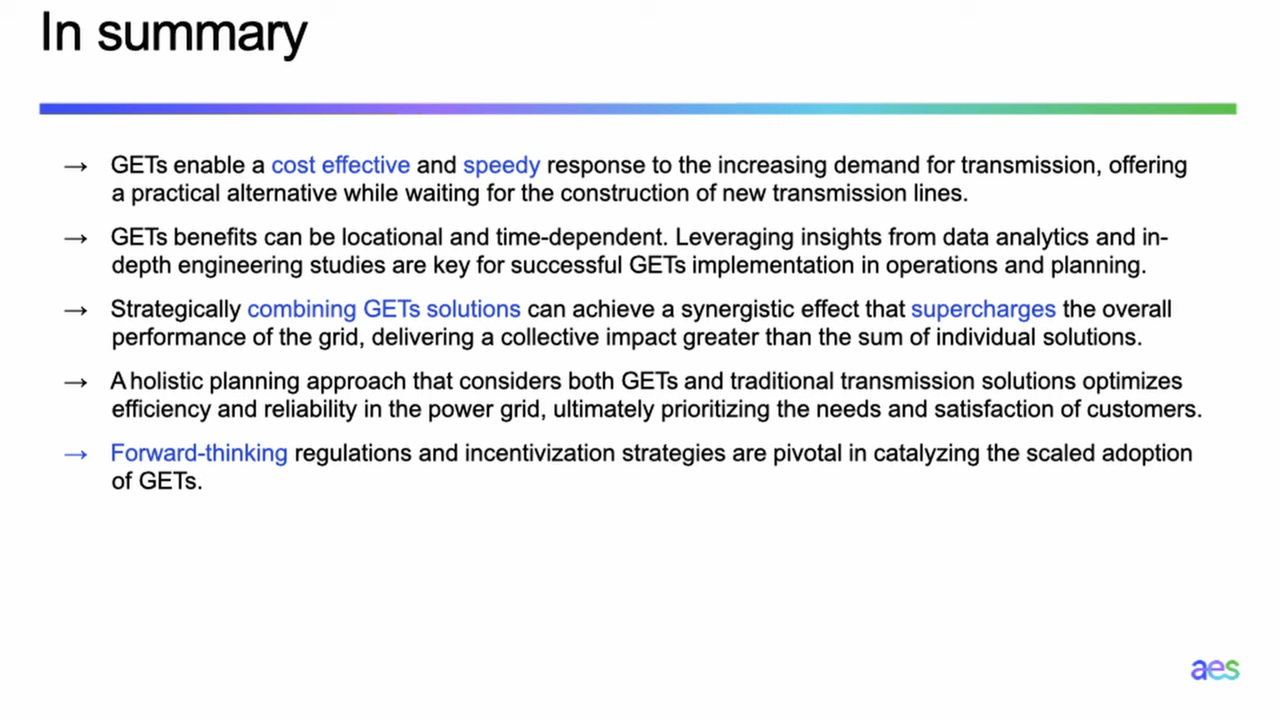 In summary
→ GETs enable a cost effective and speedy response to the increasing demand for transmission, offering
a practical alternative while waiting for the construction of new transmission lines.
→ GETs benefits can be locational and time-dependent. Leveraging insights from data analytics and in-
depth engineering studies are key for successful GETs implementation in operations and planning.
→ Strategically combining GETs solutions can achieve a synergistic effect that supercharges the overall
performance of the grid, delivering a collective impact greater than the sum of individual solutions.
→ A holistic planning approach that considers both GETs and traditional transmission solutions optimizes
efficiency and reliability in the power grid, ultimately prioritizing the needs and satisfaction of customers.
→ Forward-thinking regulations and incentivization strategies are pivotal in catalyzing the scaled adoption
of GETs.
aes